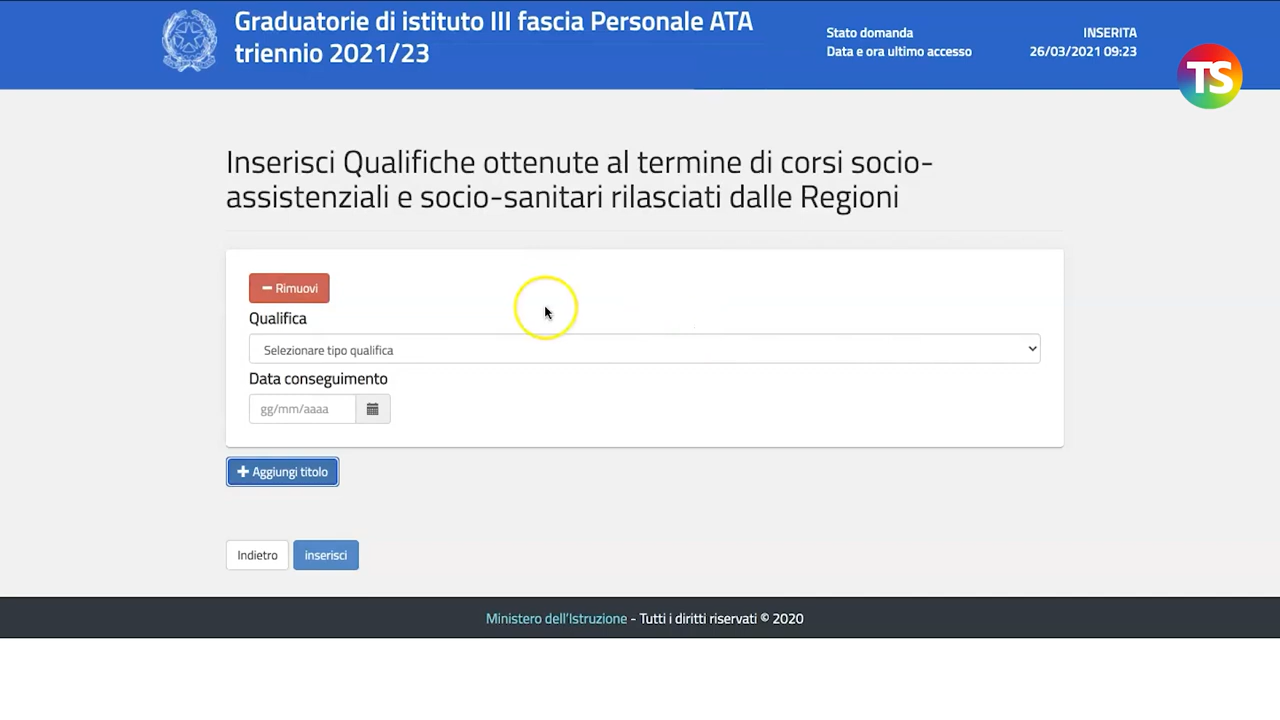 Graduatorie di istituto III fascia Personale ATA
triennio 2021/23
Stato domanda INSERITA
Data e ora ultimo accesso 26/03/2021 09:23
TS
Inserisci Qualifiche ottenute al termine di corsi socio-
assistenziali e socio-sanitari rilasciati dalle Regioni
Rimuovi
Qualifica
Selezionare tipo qualifica
Data conseguimento
gg/mm/aaaa
Aggiungi titolo
Indietro inserisci
Ministero dell'Istruzione - Tutti i diritti riservati © 2020